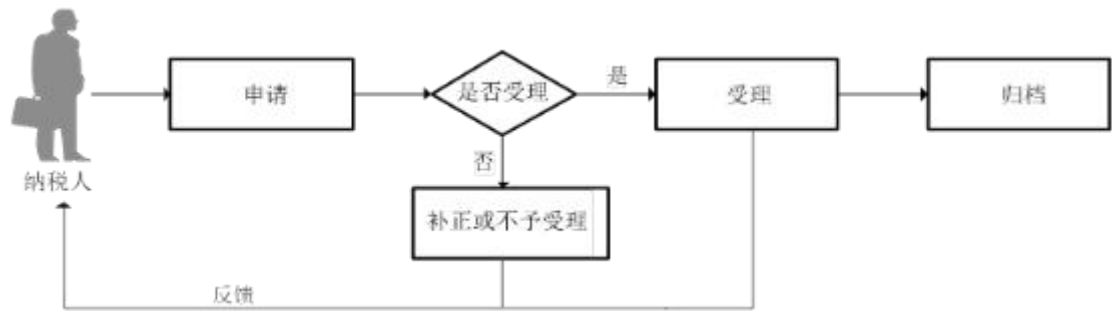 纳税人
申请
是否受理
是
受理
归档
否
补正或不予受理
反馈